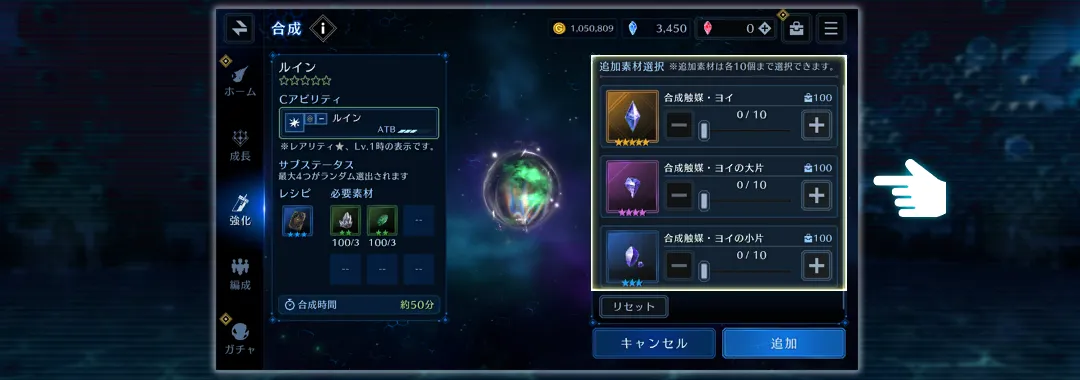 合成
i
1,050,809
3,450
0
ホーム
成長
強化
編成
ガチャ
ルイン
☆☆☆☆☆
Cアビリティ
ルイン
ATB
※レアリティ★、Lv.1時の表示です。
サブステータス
最大4つがランダム選出されます
レシピ
必要素材
★★★
★★
★★
--
100/3
100/3
--
--
--
合成時間
約50分
追加素材選択 ※追加素材は各10個まで選択できます。
合成触媒・ヨイ
100
0/10
★★★★★
合成触媒・ヨイの大片
100
0/10
★★★★
合成触媒・ヨイの小片
100
0/10
★★★
リセット
キャンセル
追加